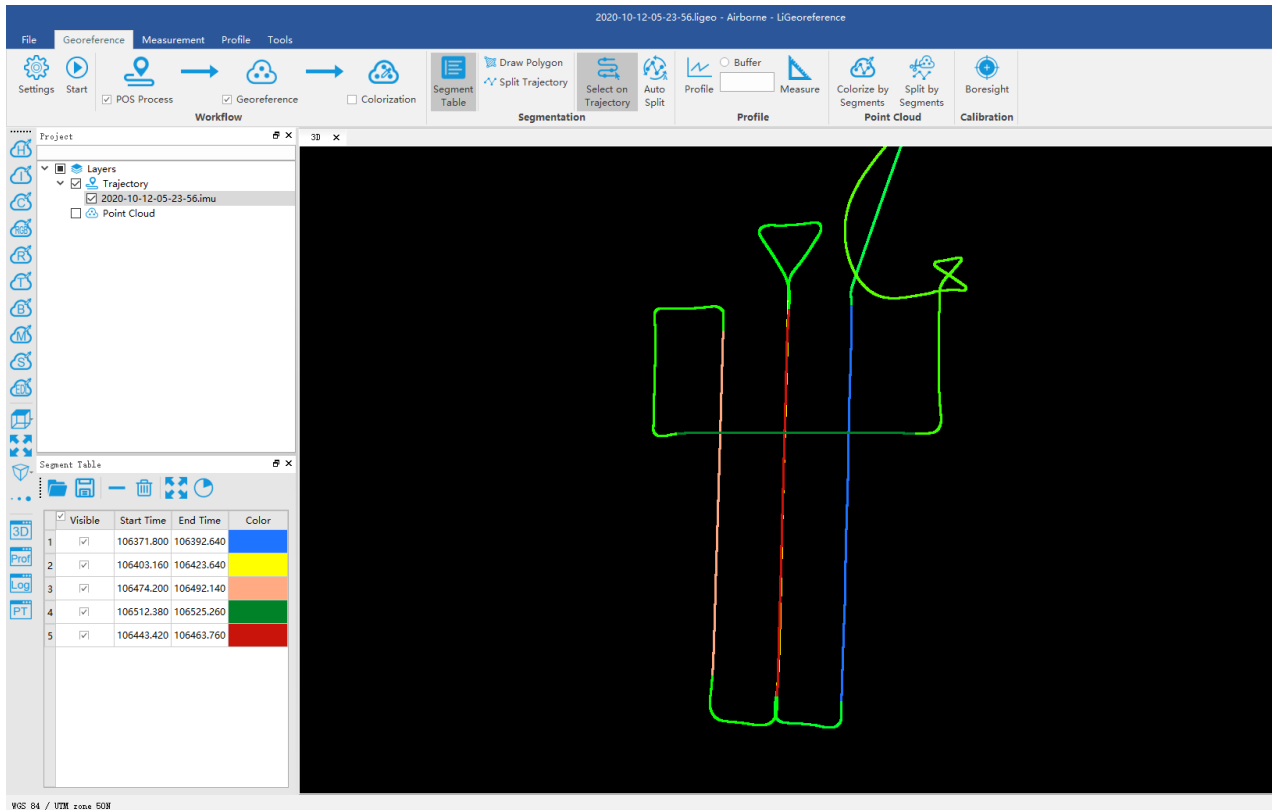 2020-10-12-05-23-56.ligeo - Airborne - LiGeoreference
File Georeference Measurement Profile Tools
Settings Start POS Process Georeference Colorization
Workflow
Segment Table Draw Polygon Split Trajectory Select on Trajectory Auto Split
Segmentation
Profile Buffer Measure
Profile
Colorize by Segments Split by Segments
Point Cloud
Boresight
Calibration
Project
3D
Layers
Trajectory
2020-10-12-05-23-56.imu
Point Cloud
H
I
C
RGB
R
T
B
M
S
EDL
Segment Table
3D
Prof
Log
PT
Visible Start Time End Time Color
1 106371.800 106392.640
2 106403.160 106423.640
3 106474.200 106492.140
4 106512.380 106525.260
5 106443.420 106463.760
WGS 84 / UTM zone 50N